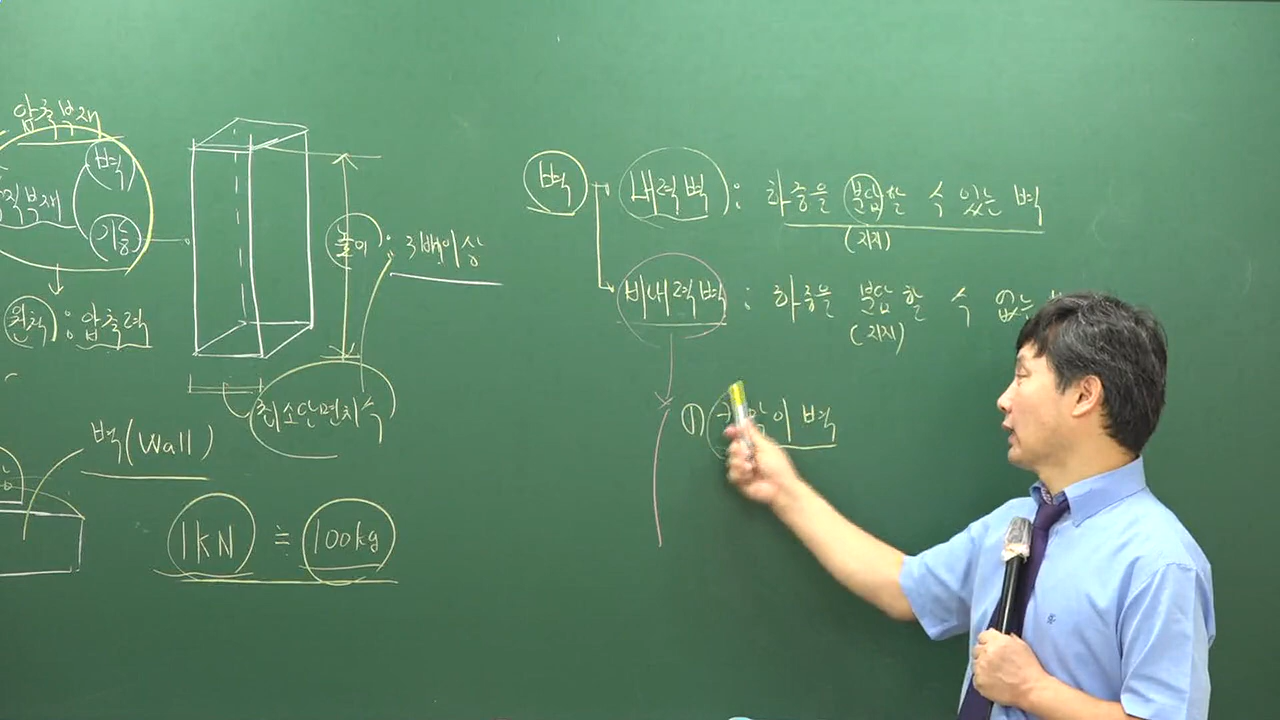 압축부재
벽
직부재
기둥
원칙 : 압축력
높이 : 3배이상
최소단면치수
벽(Wall)
1kN ≒ 100kg
벽 내력벽 : 하중을 부담할 수 있는 벽
(지지)
비내력벽 : 하중을 부담할 수 없는
(지지)
① 이 벽